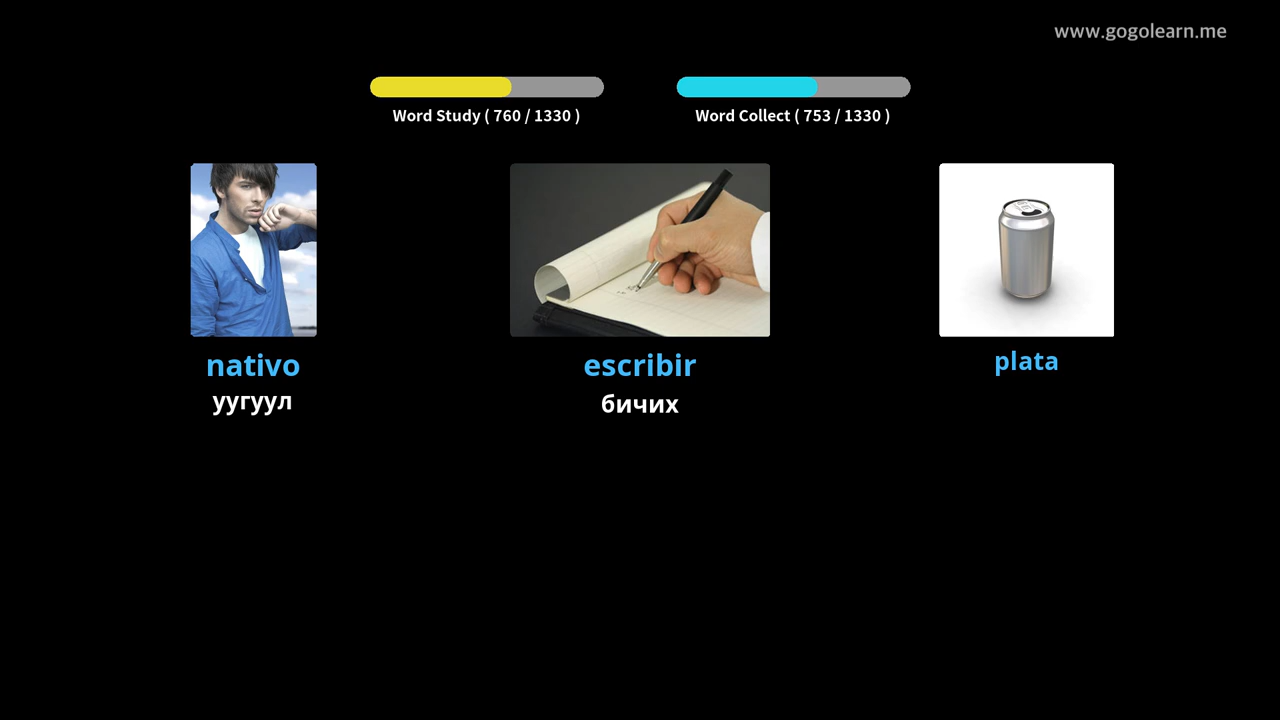 www.gogolearn.me
Word Study ( 760 / 1330 )
Word Collect ( 753 / 1330 )
nativo
уугуул
escribir
бичих
plata